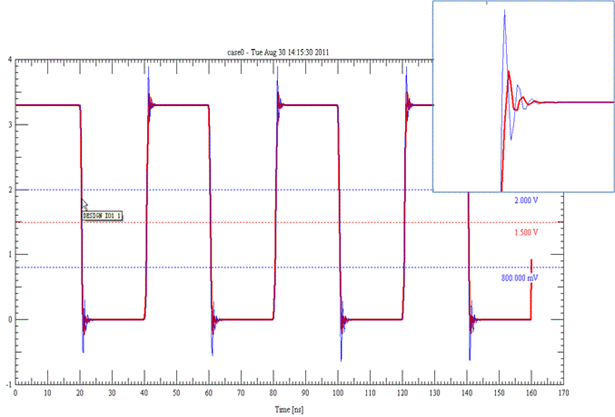 case0 - Tue Aug 30 14:15:30 2011
4
3
2
1
0
-1
2.000 V
1.500 V
800.000 mV
DESIGN IO1 1
0 10 20 30 40 50 60 70 80 90 100 110 120 130 140 150 160 170
Time [ns]